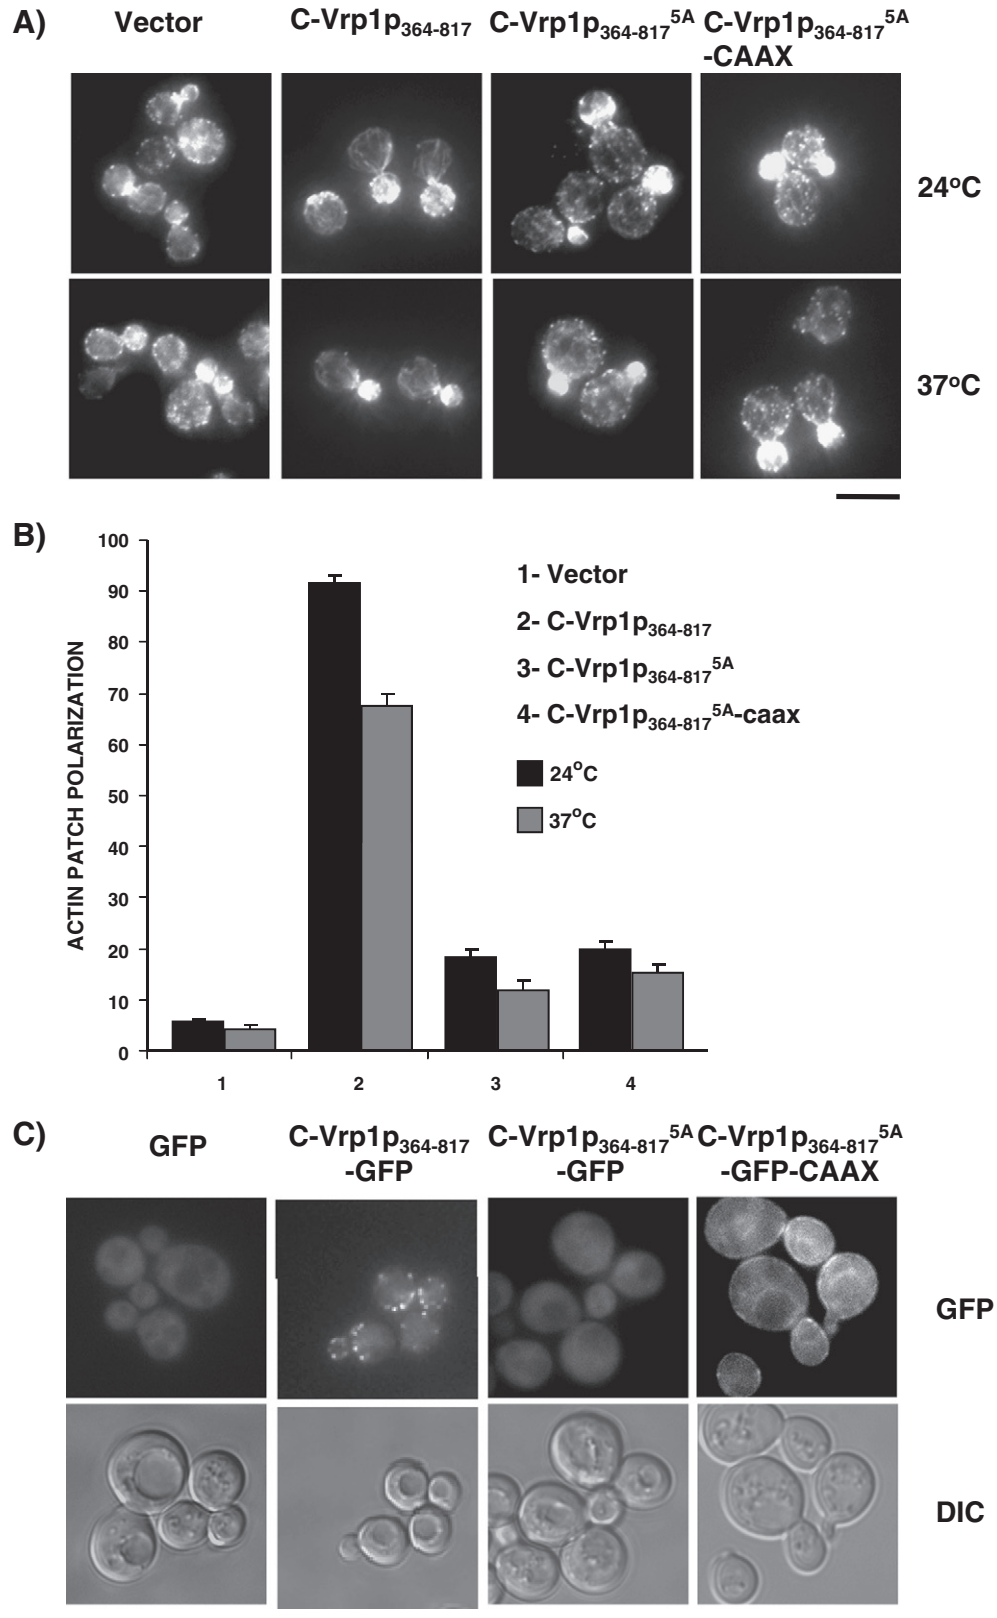 A)
Vector
C-Vrp1p364-817
C-Vrp1p364-817 5A
C-Vrp1p364-817 5A
-CAAX
24oC
37oC
B)
ACTIN PATCH POLARIZATION
100
90
80
70
60
50
40
30
20
10
0
1 2 3 4
1- Vector
2- C-Vrp1p364-817
3- C-Vrp1p364-817 5A
4- C-Vrp1p364-817 5A-caax
24oC
37oC
C)
GFP
C-Vrp1p364-817
-GFP
C-Vrp1p364-817 5A
-GFP
C-Vrp1p364-817 5A
-GFP-CAAX
GFP
DIC